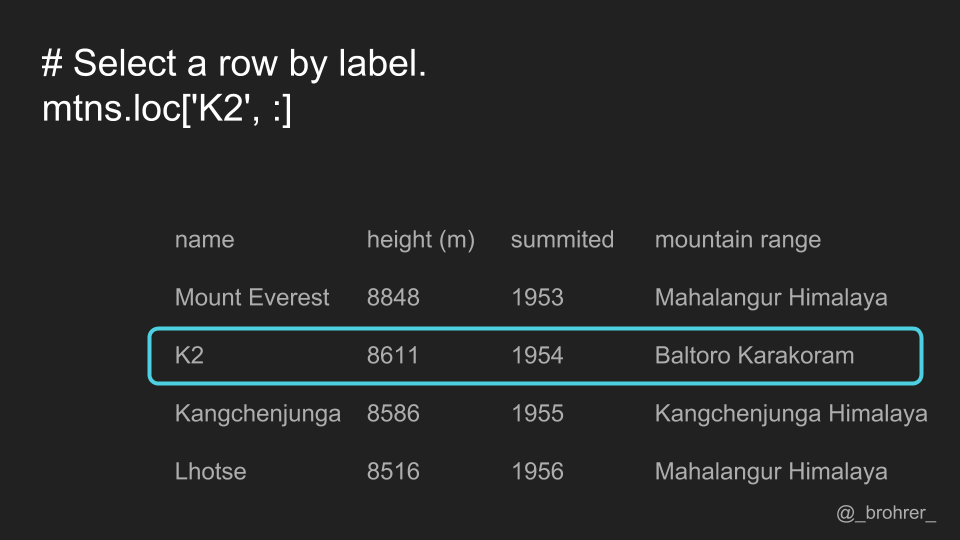 # Select a row by label.
mtns.loc['K2', :]
name height (m) summited mountain range
Mount Everest 8848 1953 Mahalangur Himalaya
K2 8611 1954 Baltoro Karakoram
Kangchenjunga 8586 1955 Kangchenjunga Himalaya
Lhotse 8516 1956 Mahalangur Himalaya
@_brohrer_